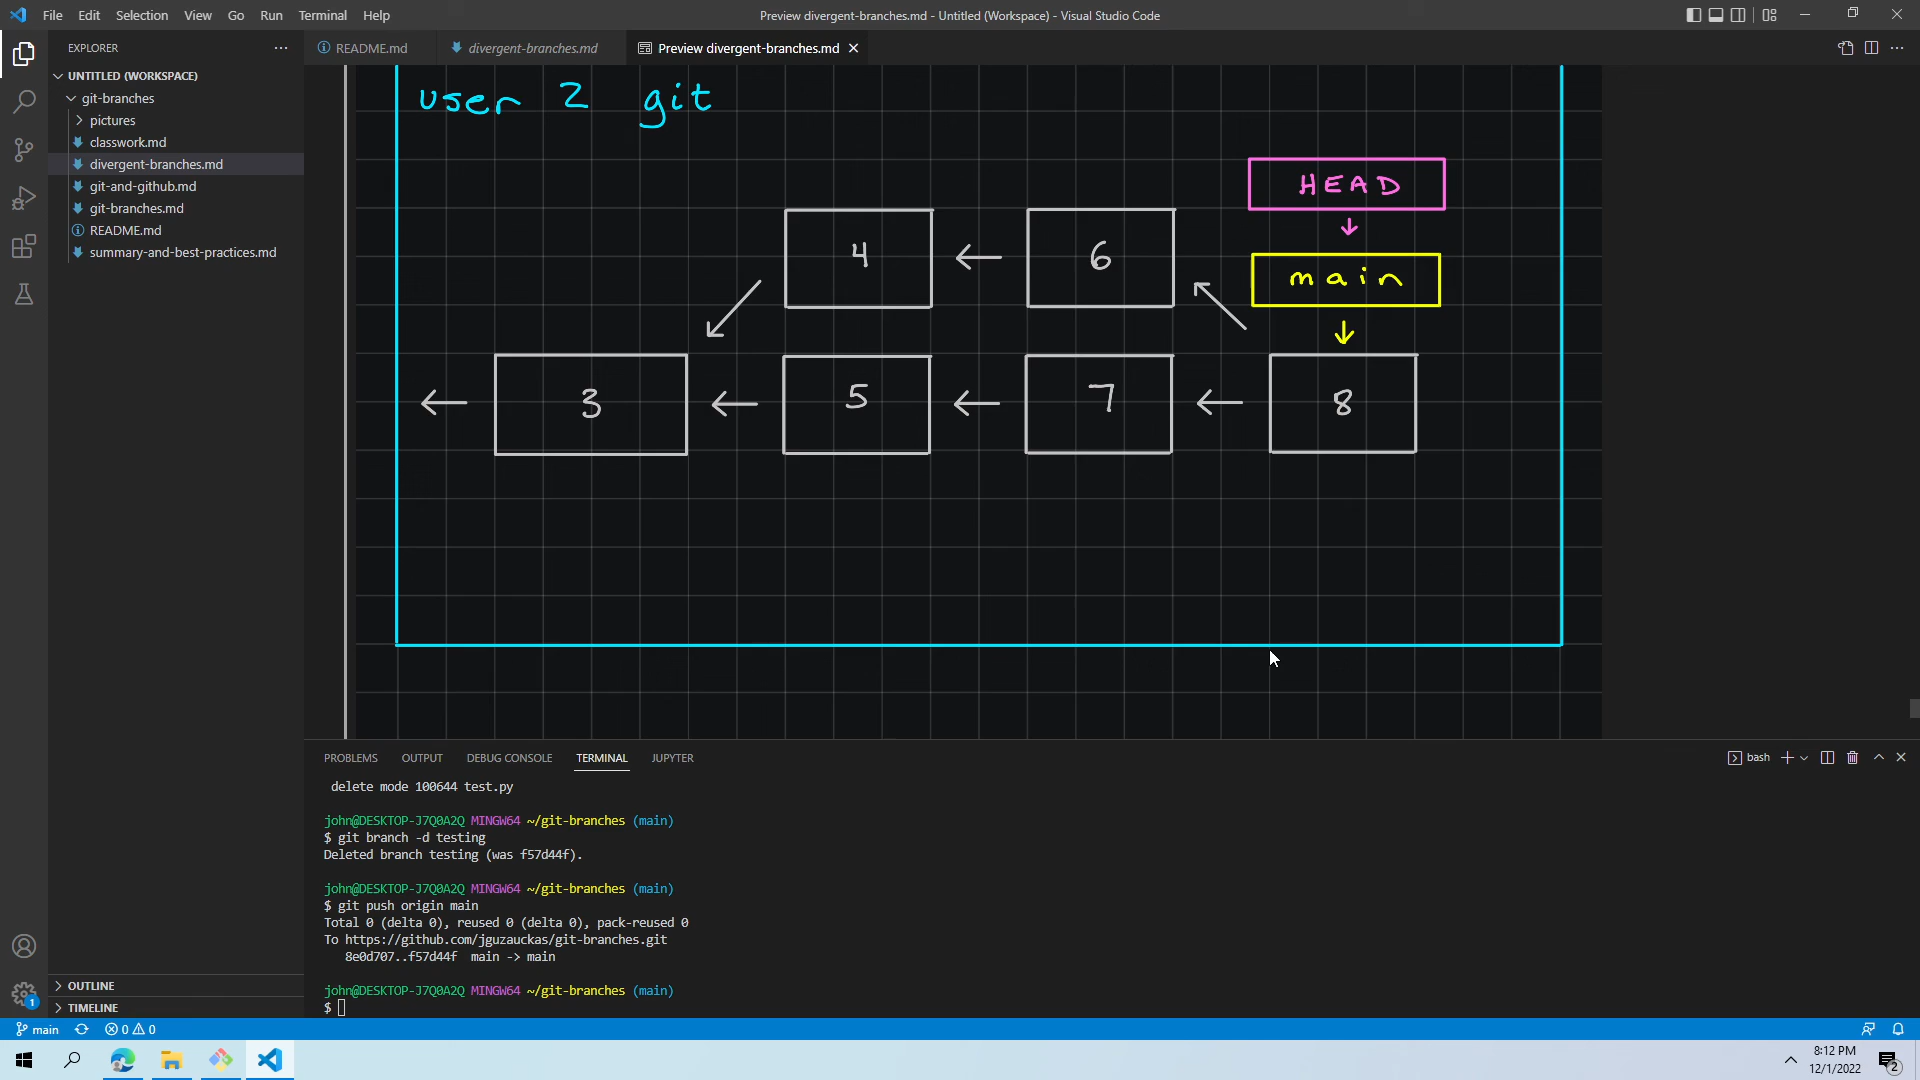 File Edit Selection View Go Run Terminal Help
Preview divergent-branches.md - Untitled (Workspace) - Visual Studio Code
EXPLORER
UNTITLED (WORKSPACE)
git-branches
pictures
classwork.md
divergent-branches.md
git-and-github.md
git-branches.md
README.md
summary-and-best-practices.md
OUTLINE
TIMELINE
README.md divergent-branches.md Preview divergent-branches.md
user 2 git
HEAD
main
4 6
3 5 7 8
PROBLEMS OUTPUT DEBUG CONSOLE TERMINAL JUPYTER
bash
delete mode 100644 test.py
john@DESKTOP-J7Q0A2Q MINGW64 ~/git-branches (main)
$ git branch -d testing
Deleted branch testing (was f57d44f).
john@DESKTOP-J7Q0A2Q MINGW64 ~/git-branches (main)
$ git push origin main
Total 0 (delta 0), reused 0 (delta 0), pack-reused 0
To https://github.com/jguzauckas/git-branches.git
8e0d707..f57d44f main -> main
john@DESKTOP-J7Q0A2Q MINGW64 ~/git-branches (main)
$
1
main 0 0
8:12 PM
12/1/2022
2